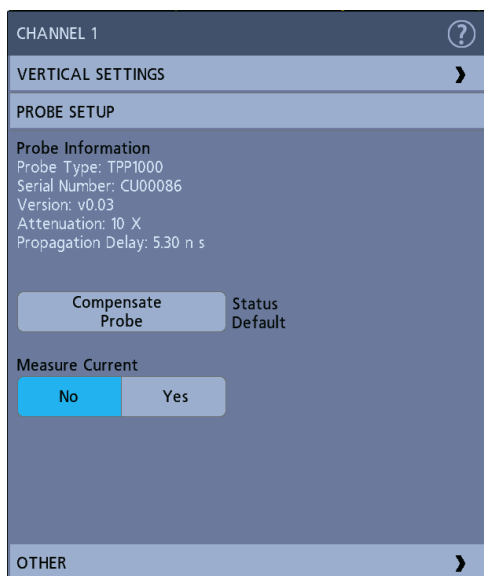 CHANNEL 1
?
VERTICAL SETTINGS
PROBE SETUP
Probe Information
Probe Type: TPP1000
Serial Number: CU00086
Version: v0.03
Attenuation: 10 X
Propagation Delay: 5.30 n s
Compensate
Probe
Status
Default
Measure Current
No
Yes
OTHER